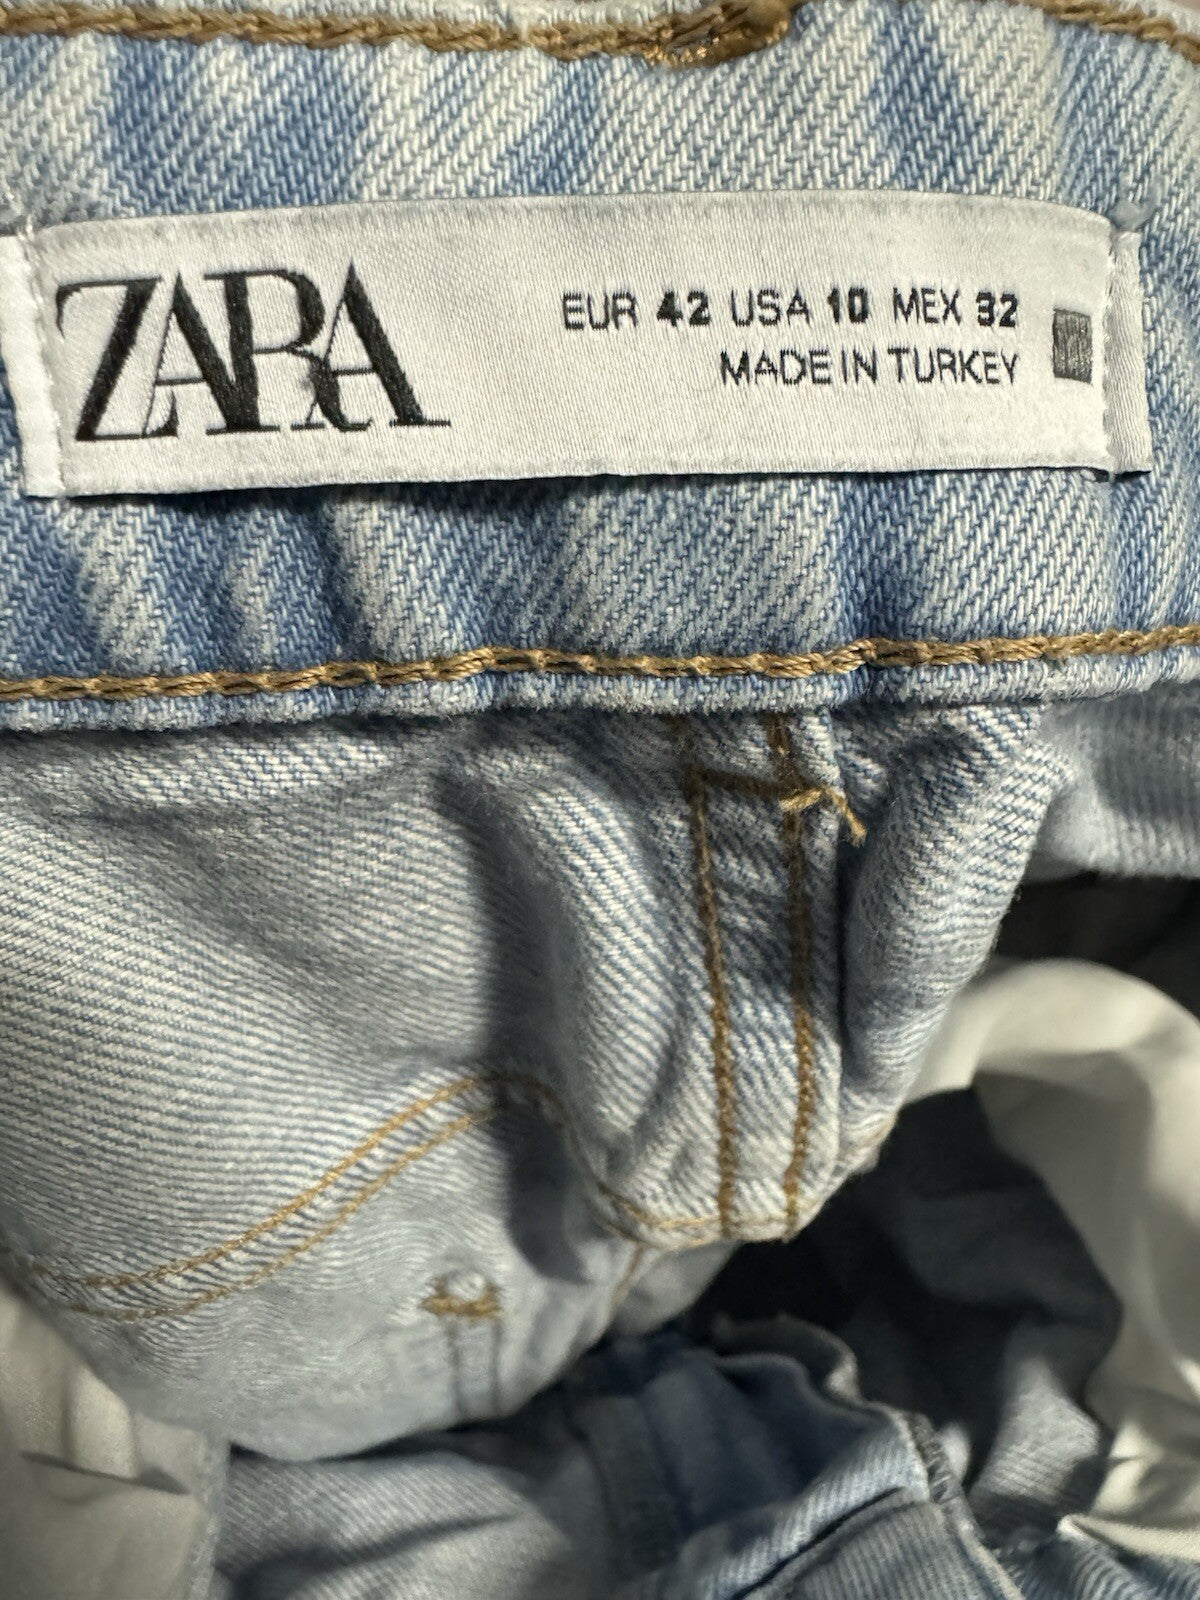 ZARA
EUR 42 USA 10 MEX 32
MADE IN TURKEY